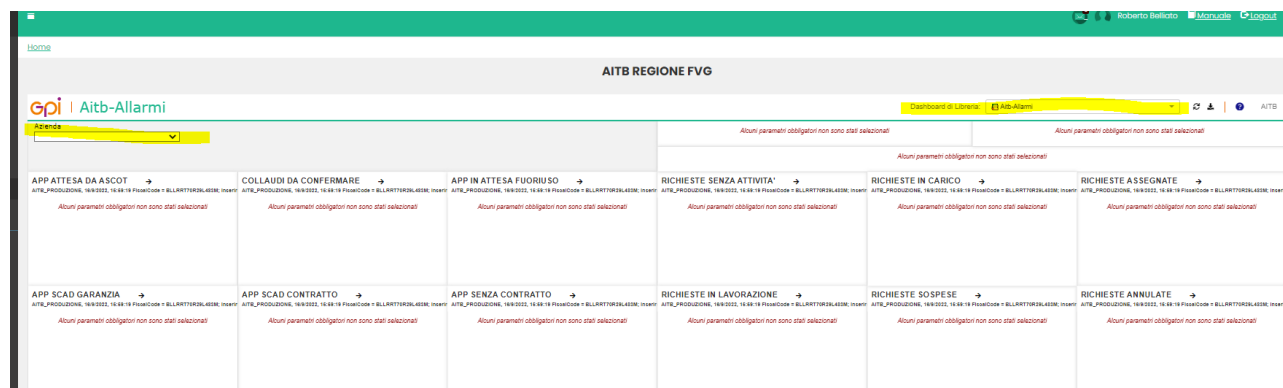 Roberto Belliato Manuale Logout
Home
AITB REGIONE FVG
Gpi | Aitb-Allarmi
Dashboard di Libreria: Aitb-Allarmi
AITB
Azienda
Alcuni parametri obbligatori non sono stati selezionati Alcuni parametri obbligatori non sono stati selezionati
Alcuni parametri obbligatori non sono stati selezionati
APP ATTESA DA ASCOT → COLLAUDI DA CONFERMARE → APP IN ATTESA FUORIUSO → RICHIESTE SENZA ATTIVITA' → RICHIESTE IN CARICO → RICHIESTE ASSEGNATE →
Alcuni parametri obbligatori non sono stati selezionati Alcuni parametri obbligatori non sono stati selezionati Alcuni parametri obbligatori non sono stati selezionati Alcuni parametri obbligatori non sono stati selezionati Alcuni parametri obbligatori non sono stati selezionati Alcuni parametri obbligatori non sono stati selezionati
APP SCAD GARANZIA → APP SCAD CONTRATTO → APP SENZA CONTRATTO → RICHIESTE IN LAVORAZIONE → RICHIESTE SOSPESE → RICHIESTE ANNULATE →
Alcuni parametri obbligatori non sono stati selezionati Alcuni parametri obbligatori non sono stati selezionati Alcuni parametri obbligatori non sono stati selezionati Alcuni parametri obbligatori non sono stati selezionati Alcuni parametri obbligatori non sono stati selezionati Alcuni parametri obbligatori non sono stati selezionati